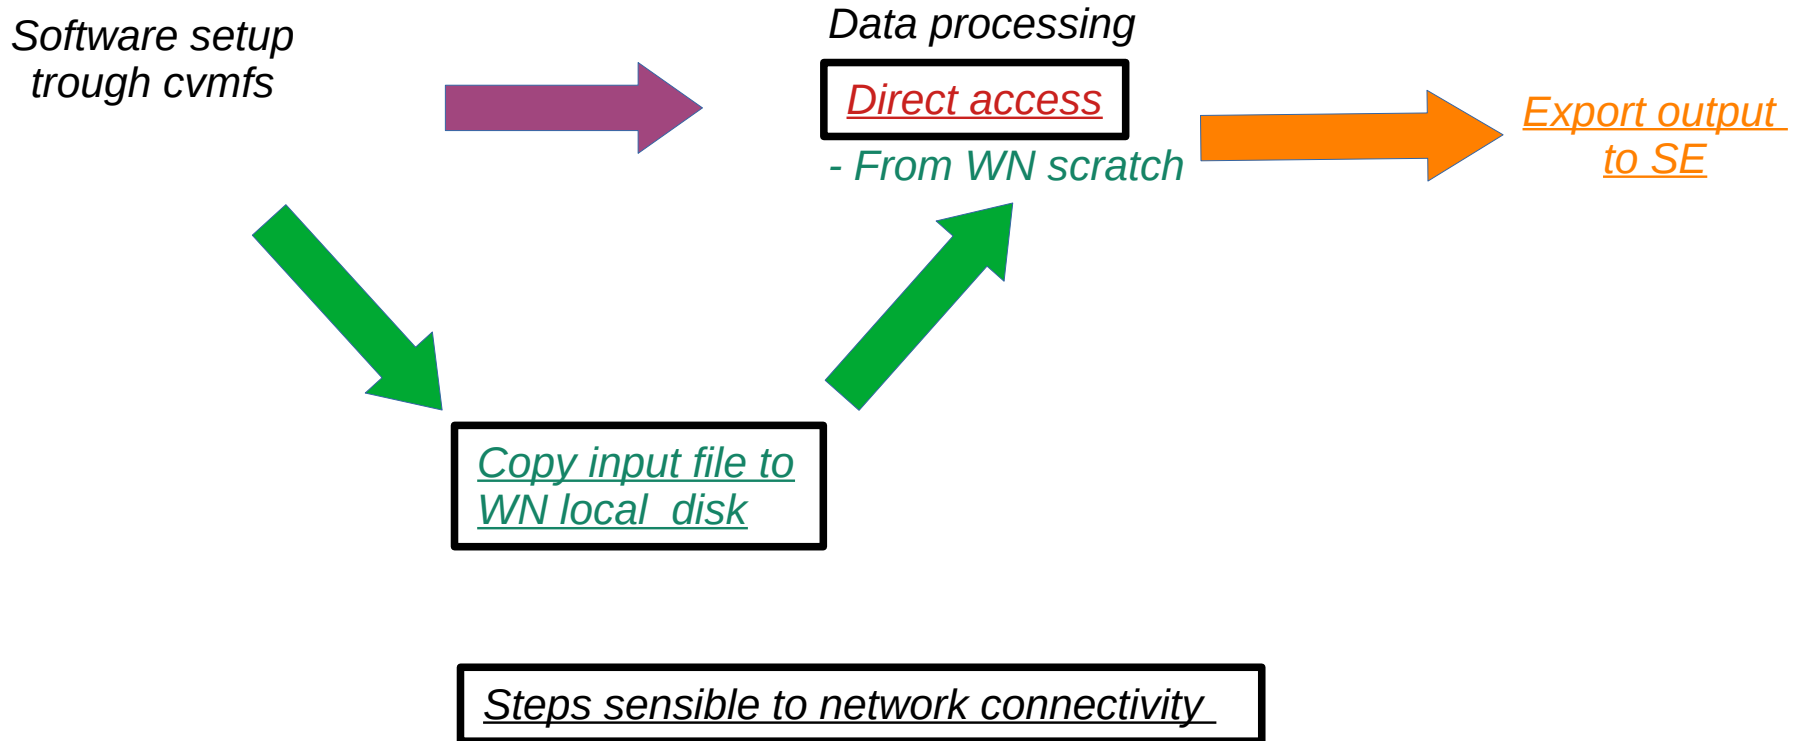 Software setup
trough cvmfs
Data processing
Direct access
- From WN scratch
Export output
to SE
Copy input file to
WN local disk
Steps sensible to network connectivity